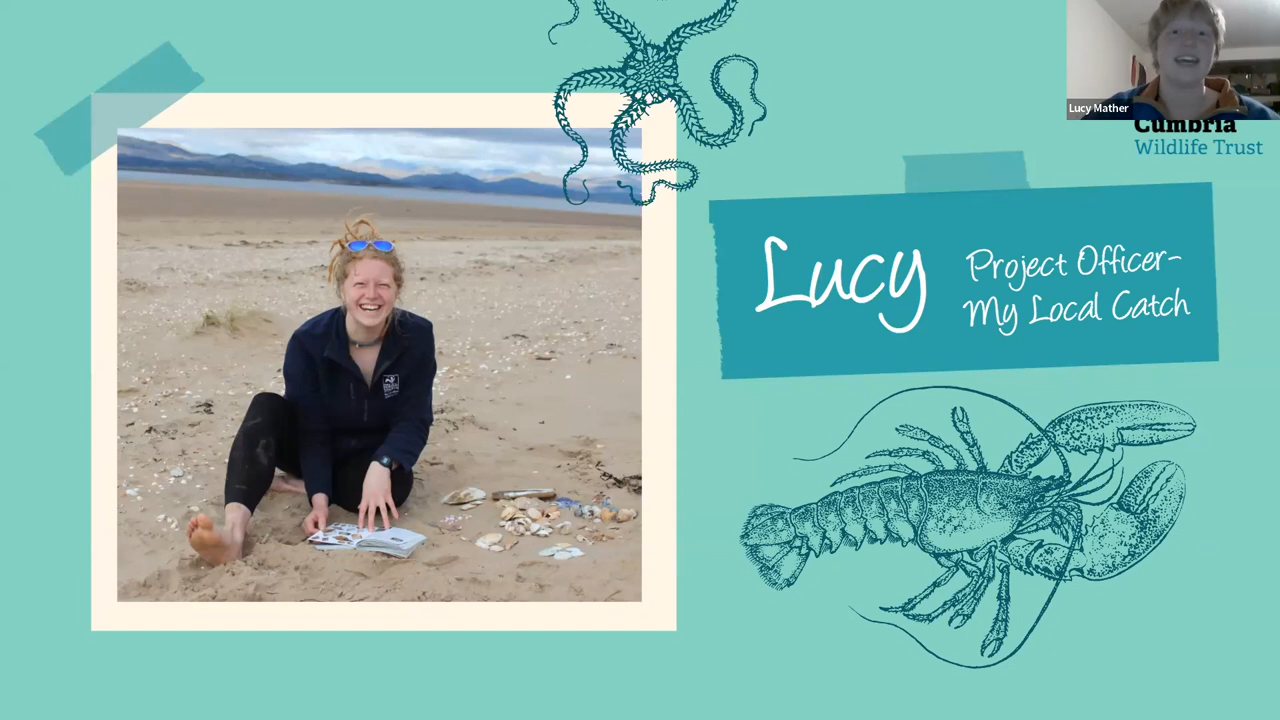 Lucy Mather
Cumbria
Wildlife Trust
Lucy
Project Officer-
My Local Catch